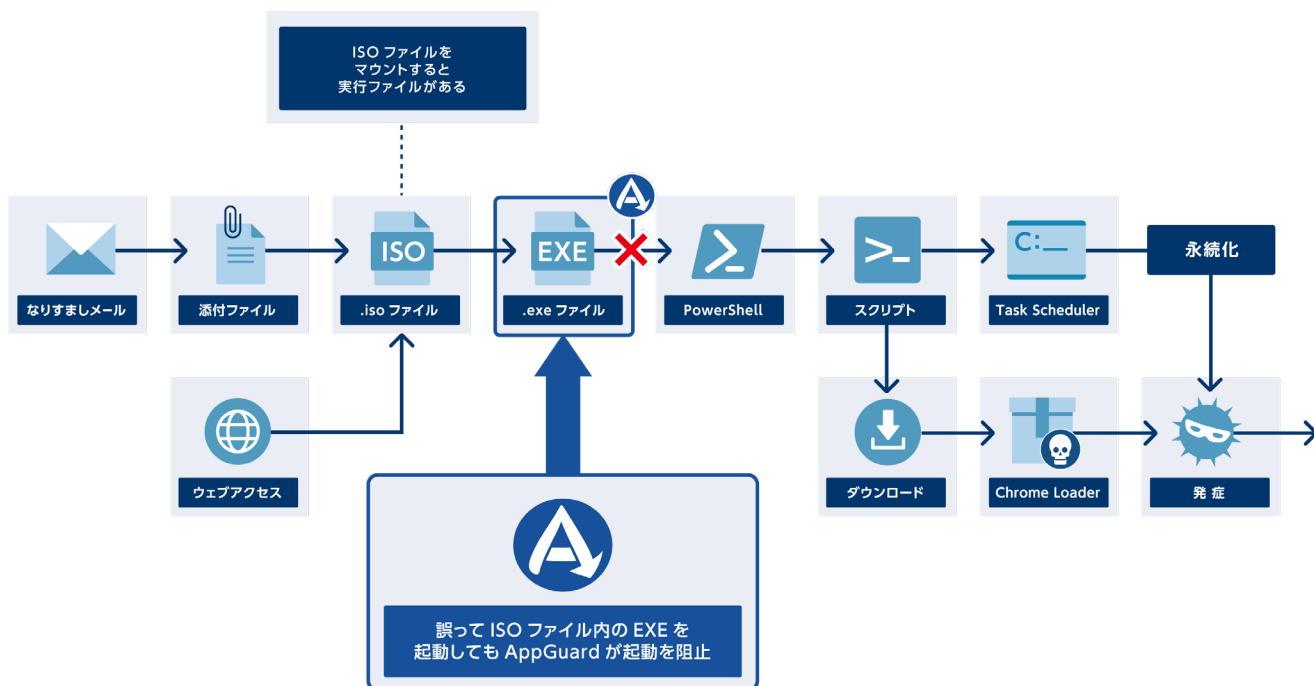 ISO ファイルを
マウントすると
実行ファイルがある
ISO
EXE
C:__
永続化
なりすましメール
添付ファイル
.iso ファイル
.exe ファイル
PowerShell
スクリプト
Task Scheduler
ウェブアクセス
ダウンロード
Chrome Loader
発症
誤って ISO ファイル内の EXE を
起動しても AppGuard が起動を阻止